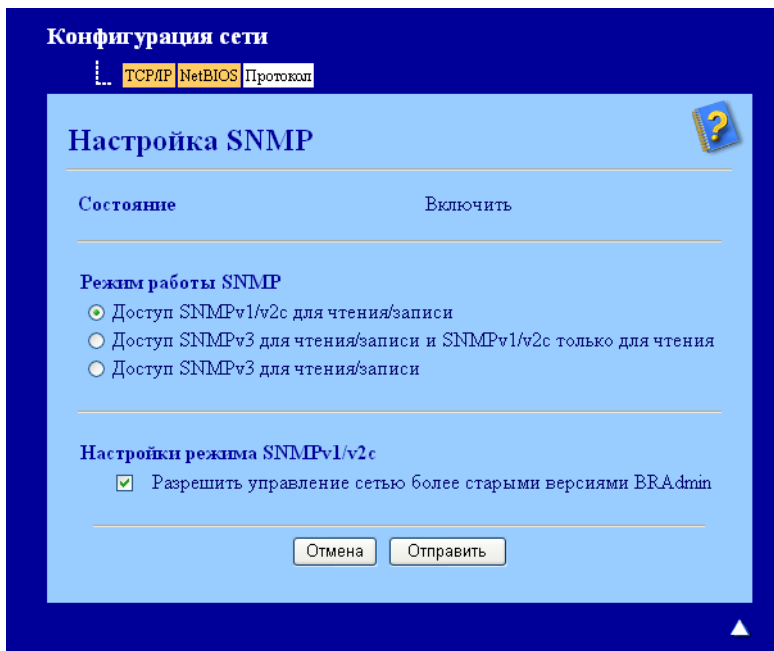 Конфигурация сети
TCP/IP NetBIOS Протокол
Настройка SNMP
Состояние Включить
Режим работы SNMP
Доступ SNMPv1/v2c для чтения/записи
Доступ SNMPv3 для чтения/записи и SNMPv1/v2c только для чтения
Доступ SNMPv3 для чтения/записи
Настройки режима SNMPv1/v2c
Разрешить управление сетью более старыми версиями BRAdmin
Отмена Отправить